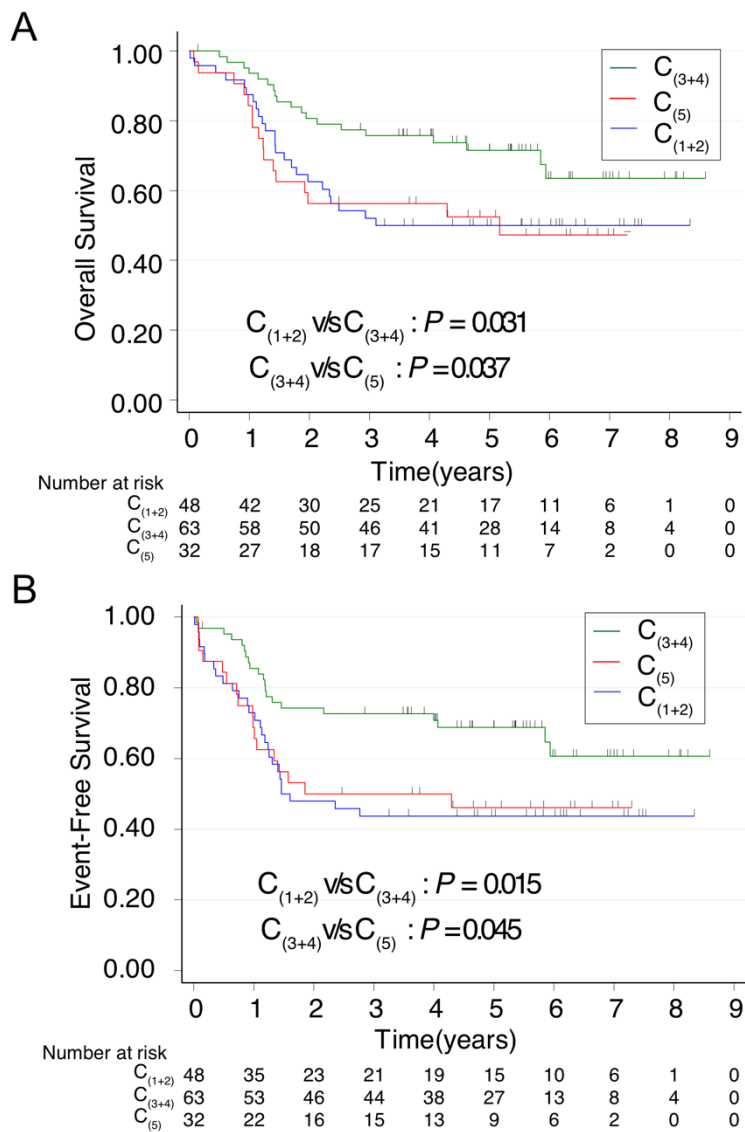 A
1.00
0.80
0.60
0.40
0.20
0.00
Overall Survival
C(3+4)
C(5)
C(1+2)
C(1+2) v/s C(3+4) : P = 0.031
C(3+4) v/s C(5) : P = 0.037
0 1 2 3 4 5 6 7 8 9
Time(years)
Number at risk
C(1+2) 48 42 30 25 21 17 11 6 1 0
C(3+4) 63 58 50 46 41 28 14 8 4 0
C(5) 32 27 18 17 15 11 7 2 0 0
B
1.00
0.80
0.60
0.40
0.20
0.00
Event-Free Survival
C(3+4)
C(5)
C(1+2)
C(1+2) v/s C(3+4) : P = 0.015
C(3+4) v/s C(5) : P = 0.045
0 1 2 3 4 5 6 7 8 9
Time(years)
Number at risk
C(1+2) 48 35 23 21 19 15 10 6 1 0
C(3+4) 63 53 46 44 38 27 13 8 4 0
C(5) 32 22 16 15 13 9 6 2 0 0